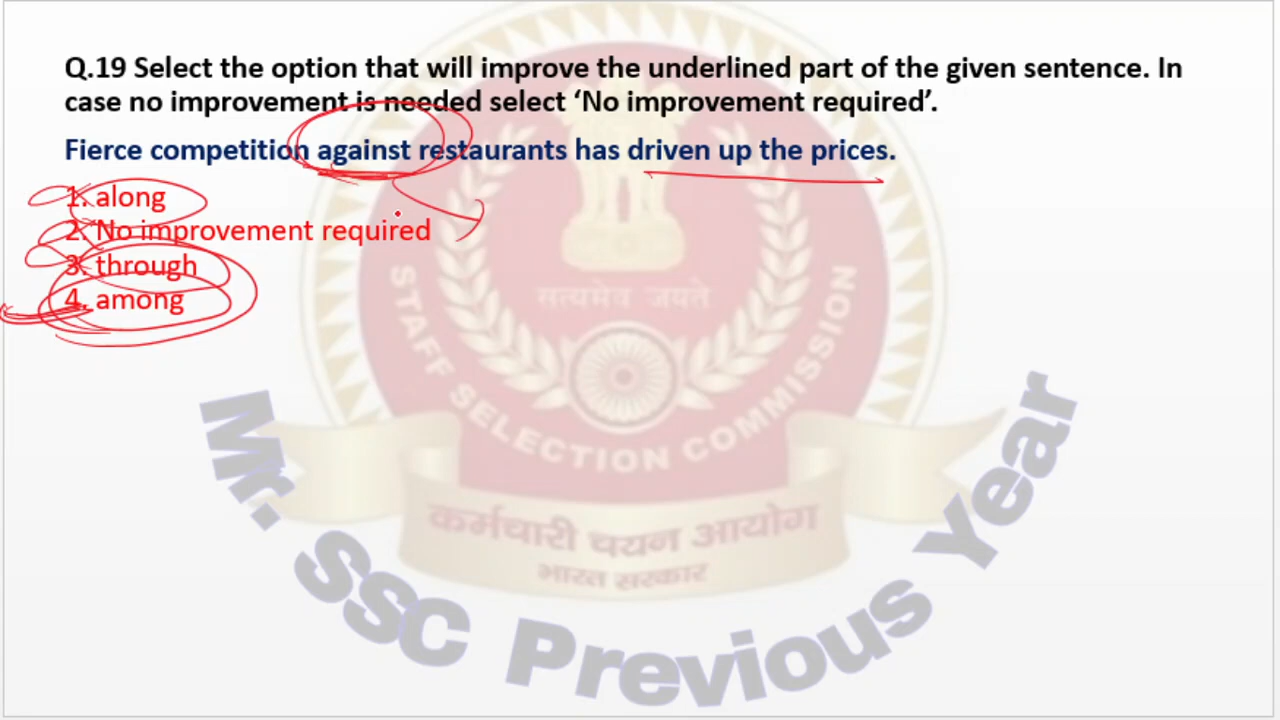 Q.19 Select the option that will improve the underlined part of the given sentence. In
case no improvement is needed select ‘No improvement required’.
Fierce competition against restaurants has driven up the prices.
1. along
2. ‘No improvement required
3. through
4. among
सत्यमेव जयते
STAFF SELECTION COMMISSION
कर्मचारी चयन आयोग
भारत सरकार
Mr. SSC Previous Year